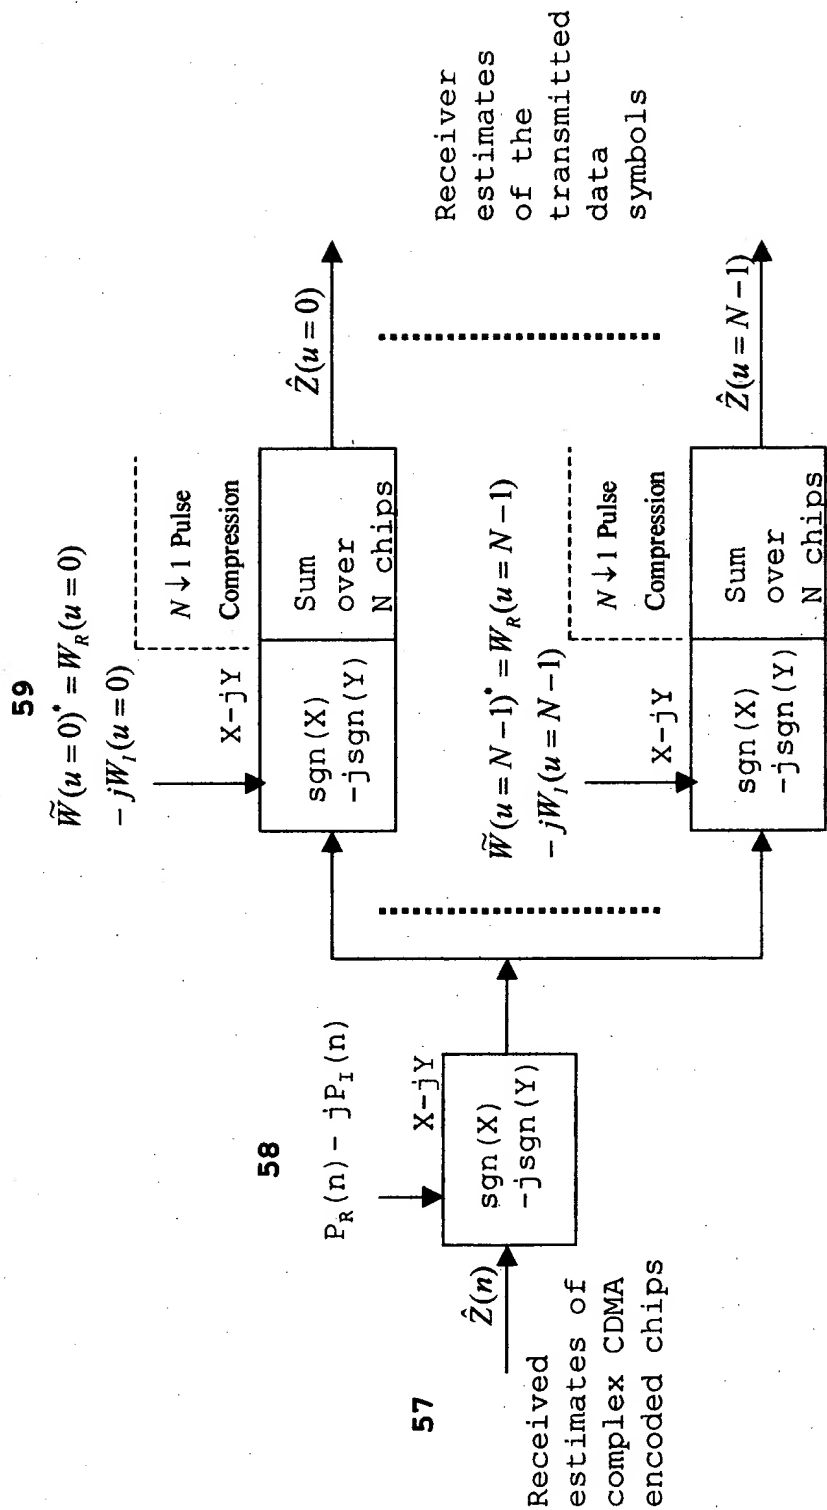 57
Received
estimates of
complex CDMA
encoded chips
Ẑ(n)
58
P_R(n) - jP_I(n)
X-jY
sgn(X)
-jsgn(Y)
59
W̃(u=0)* = W_R(u=0)
- jW_I(u=0)
X-jY
sgn(X)
-jsgn(Y)
N↓1 Pulse
Compression
Sum
over
N chips
Ẑ(u=0)
W̃(u=N-1)* = W_R(u=N-1)
- jW_I(u=N-1)
X-jY
sgn(X)
-jsgn(Y)
N↓1 Pulse
Compression
Sum
over
N chips
Ẑ(u=N-1)
Receiver
estimates
of the
transmitted
data
symbols